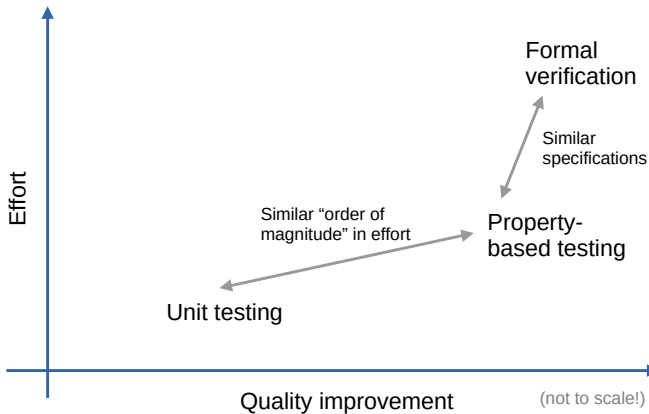 Formal
verification
Similar
specifications
Effort
Similar “order of
magnitude” in effort
Property-
based testing
Unit testing
Quality improvement
(not to scale!)